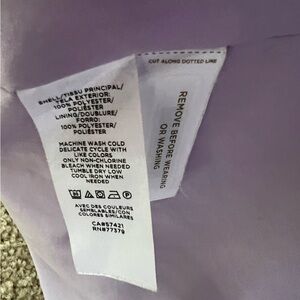 SHELL/TISSU PRINCIPAL/
TELA EXTERIOR:
100% POLYESTER/
POLIÉSTER
LINING/DOUBLURE/
FORRO:
100% POLYESTER/
POLIÉSTER
MACHINE WASH COLD
DELICATE CYCLE WITH
LIKE COLORS
ONLY NON-CHLORINE
BLEACH WHEN NEEDED
TUMBLE DRY LOW
COOL IRON WHEN
NEEDED
AVEC DES COULEURS
SEMBLABLES/CON
COLORES SIMILARES
CA#57421
RN#77379
CUT ALONG DOTTED LINE
REMOVE BEFORE WEARING
OR WASHING